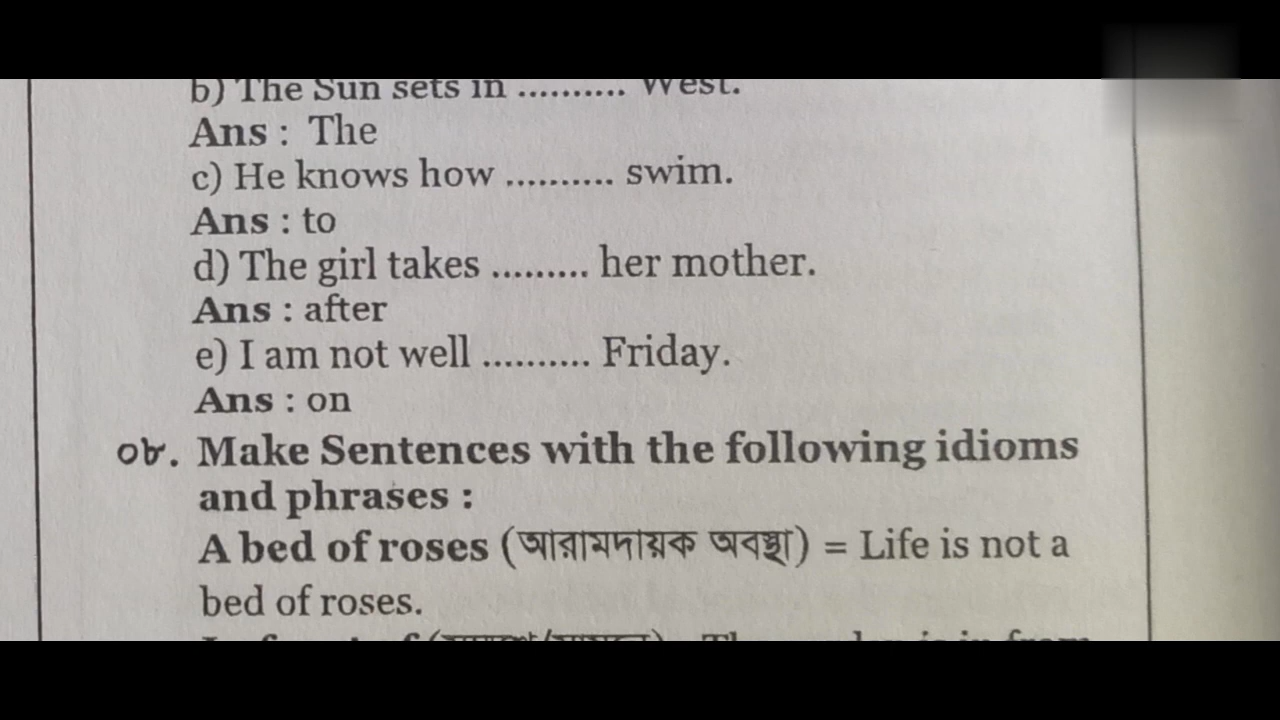 b) The Sun sets in .......... West.
Ans : The
c) He knows how .......... swim.
Ans : to
d) The girl takes ......... her mother.
Ans : after
e) I am not well .......... Friday.
Ans : on
০৮. Make Sentences with the following idioms
and phrases :
A bed of roses (আরামদায়ক অবস্থা) = Life is not a
bed of roses.